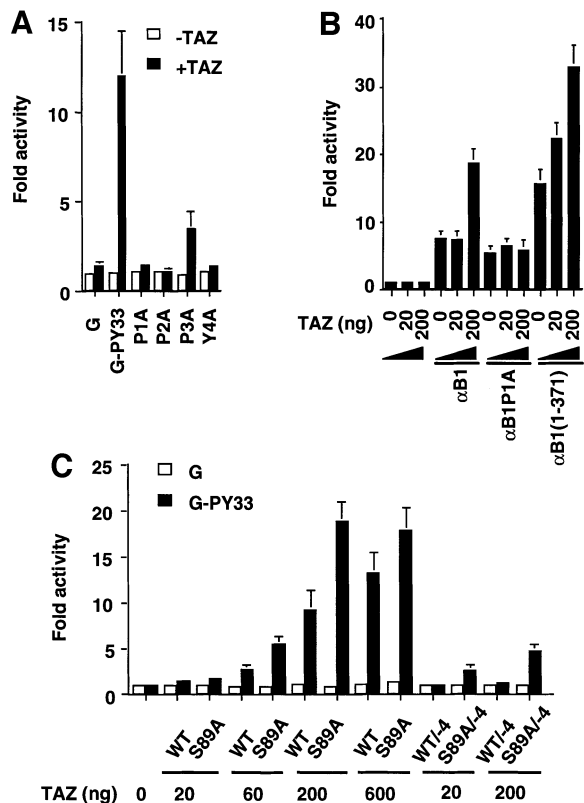 A
Fold activity
15
10
5
0
-TAZ
+TAZ
G
G-PY33
P1A
P2A
P3A
Y4A
B
Fold activity
40
30
20
10
0
TAZ (ng)
0 20 200 0 20 200 0 20 200 0 20 200
αB1
αB1P1A
αB1(1-371)
C
Fold activity
25
20
15
10
5
0
G
G-PY33
WT S89A WT S89A WT S89A WT S89A WT/-4 S89A/-4 WT/-4 S89A/-4
TAZ (ng) 0 20 60 200 600 20 200